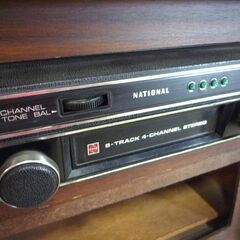 CHANNEL
TONE BAL
NATIONAL
8-TRACK 4-CHANNEL STEREO